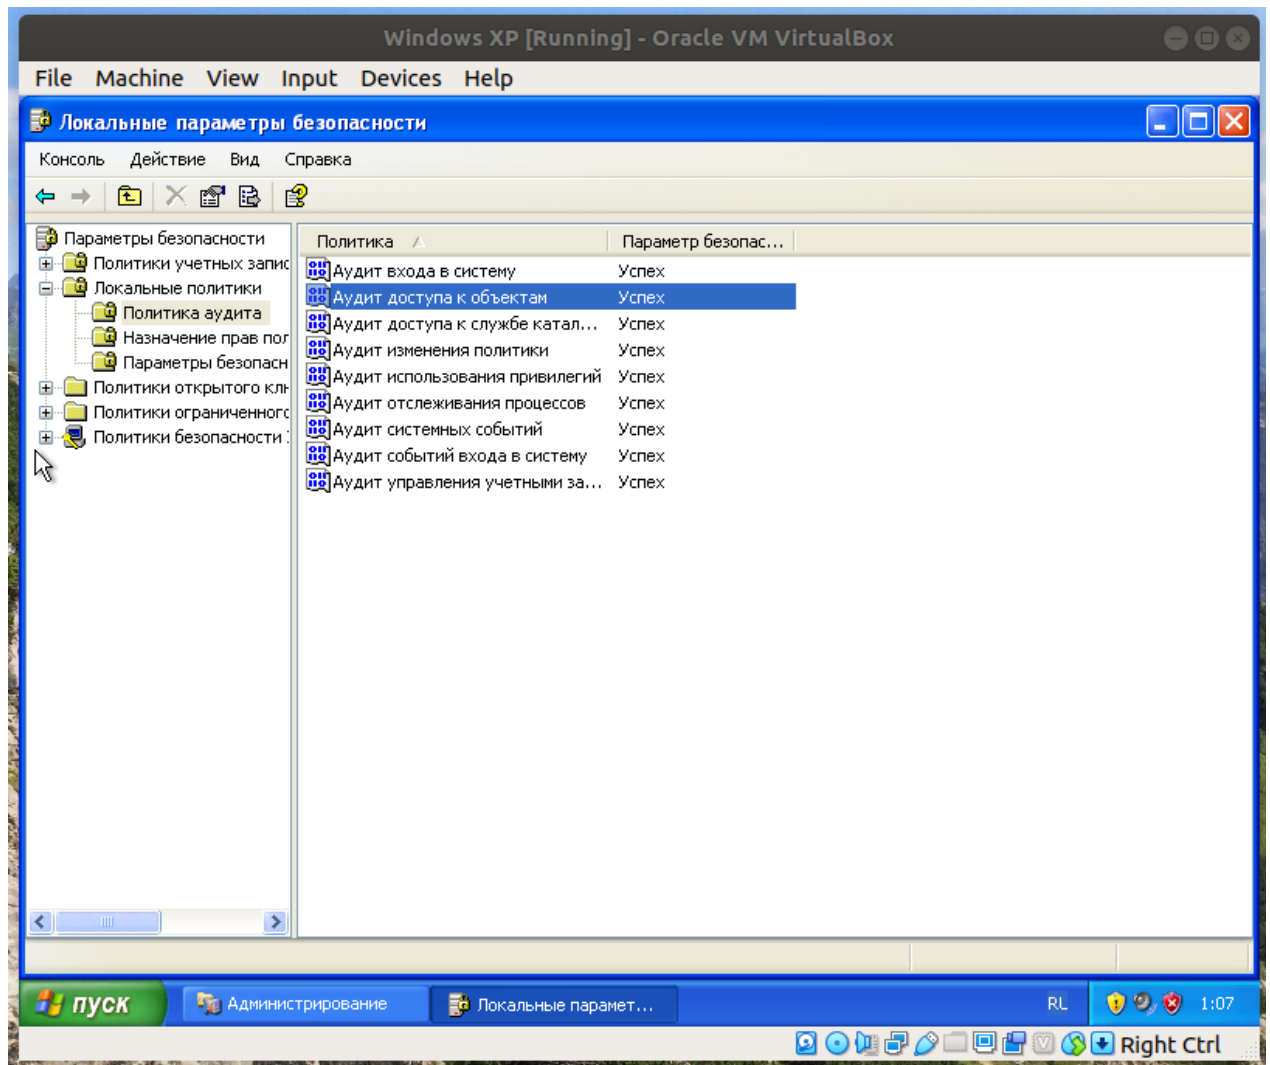 Windows XP [Running] - Oracle VM VirtualBox
File Machine View Input Devices Help
Локальные параметры безопасности
Консоль Действие Вид Справка
Параметры безопасности
Политики учетных запис
Локальные политики
Политика аудита
Назначение прав пол
Параметры безопасн
Политики открытого клн
Политики ограниченногс
Политики безопасности
Политика Параметр безопас...
Аудит входа в систему Успех
Аудит доступа к объектам Успех
Аудит доступа к службе катал... Успех
Аудит изменения политики Успех
Аудит использования привилегий Успех
Аудит отслеживания процессов Успех
Аудит системных событий Успех
Аудит событий входа в систему Успех
Аудит управления учетными за... Успех
пуск Администрирование Локальные парамет... RL 1:07
Right Ctrl